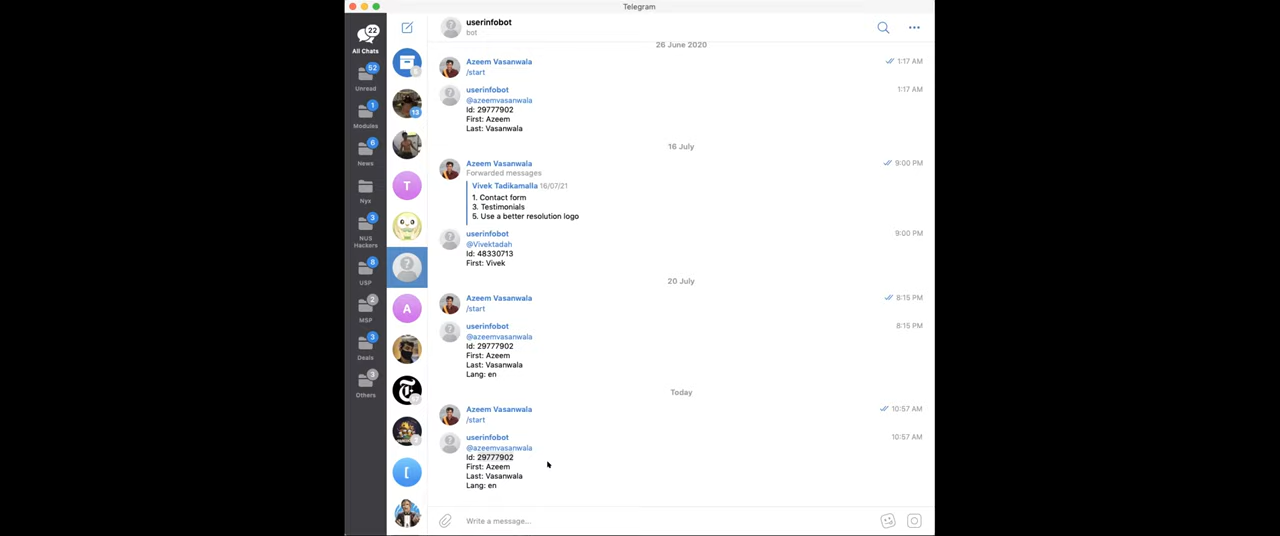 Telegram
22
All Chats
52
Unread
1
Modules
6
News
Nyx
3
NUS
Hackers
8
USP
2
MSP
3
Deals
3
Others
13
T
?
A
[
userinfobot
bot
26 June 2020
Azeem Vasanwala
1:17 AM
/start
userinfobot
1:17 AM
@azeemvasanwala
Id: 29777902
First: Azeem
Last: Vasanwala
16 July
Azeem Vasanwala
9:00 PM
Forwarded messages
Vivek Tadikamalla 16/07/21
1. Contact form
3. Testimonials
5. Use a better resolution logo
userinfobot
9:00 PM
@Vivektadah
Id: 48330713
First: Vivek
20 July
Azeem Vasanwala
8:15 PM
/start
userinfobot
8:15 PM
@azeemvasanwala
Id: 29777902
First: Azeem
Last: Vasanwala
Lang: en
Today
Azeem Vasanwala
10:57 AM
/start
userinfobot
10:57 AM
@azeemvasanwala
Id: 29777902
First: Azeem
Last: Vasanwala
Lang: en
Write a message...